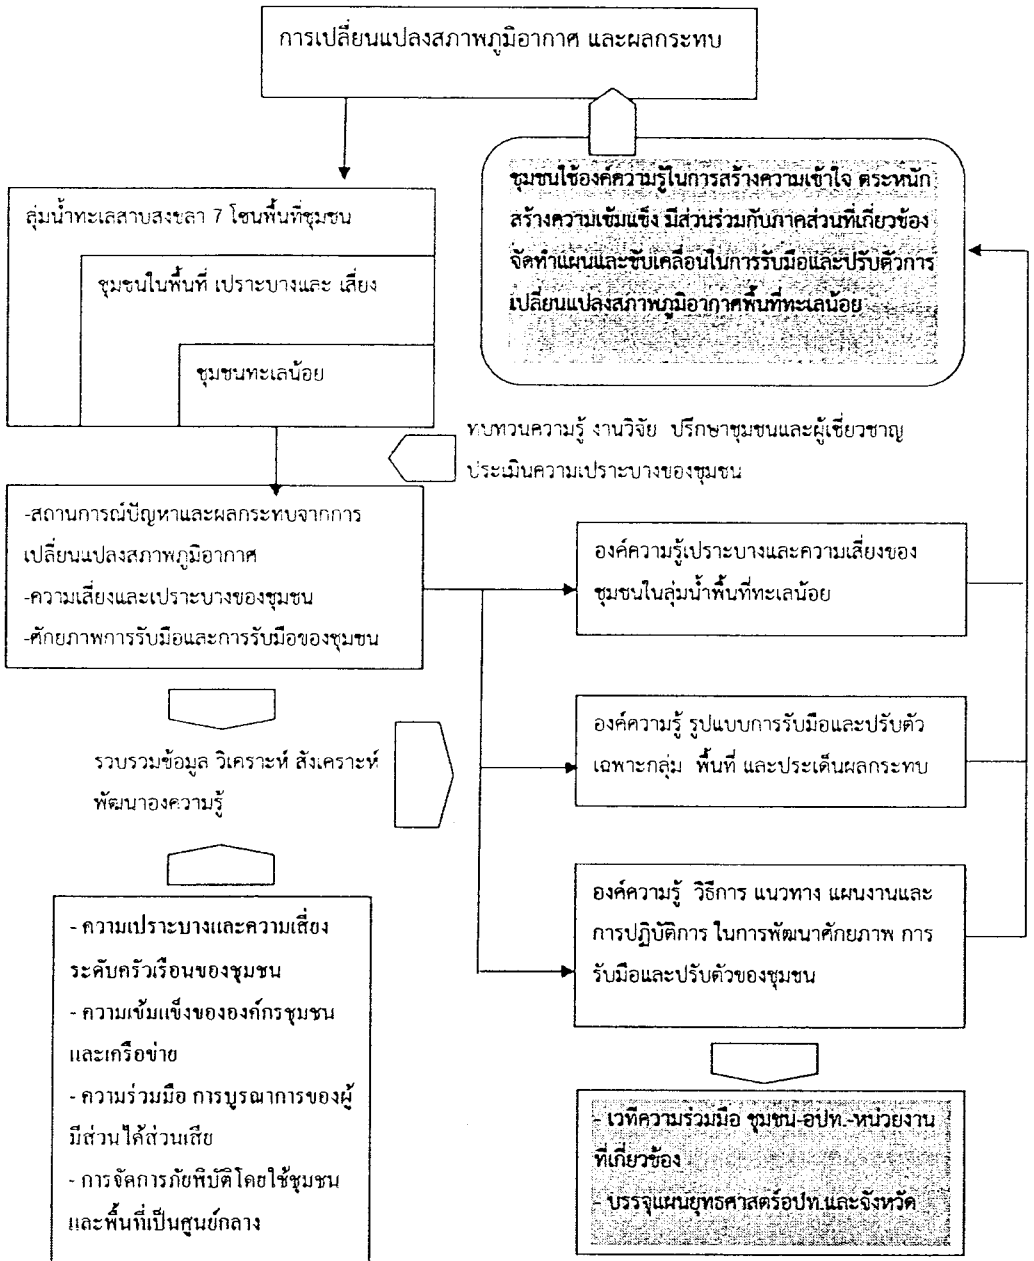 การเปลี่ยนแปลงสภาพภูมิอากาศ และผลกระทบ
ชุมชนใช้องค์ความรู้ในการสร้างความเข้าใจ ตระหนัก
สร้างความเข้มแข็ง มีส่วนร่วมกับภาคส่วนที่เกี่ยวข้อง
จัดทำแผนและขับเคลื่อนในการรับมือและปรับตัวการ
เปลี่ยนแปลงสภาพภูมิอากาศพื้นที่ทะเลน้อย
ลุ่มน้ำทะเลสาบสงขลา 7 โซนพื้นที่ชุมชน
ชุมชนในพื้นที่ เปราะบางและ เสี่ยง
ชุมชนทะเลน้อย
ทบทวนความรู้ งานวิจัย ปรึกษาชุมชนและผู้เชี่ยวชาญ
ประเมินความเปราะบางของชุมชน
-สถานการณ์ปัญหาและผลกระทบจากการ
เปลี่ยนแปลงสภาพภูมิอากาศ
-ความเสี่ยงและเปราะบางของชุมชน
-ศักยภาพการรับมือและการรับมือของชุมชน
องค์ความรู้เปราะบางและความเสี่ยงของ
ชุมชนในลุ่มน้ำพื้นที่ทะเลน้อย
องค์ความรู้ รูปแบบการรับมือและปรับตัว
เฉพาะกลุ่ม พื้นที่ และประเด็นผลกระทบ
รวบรวมข้อมูล วิเคราะห์ สังเคราะห์
พัฒนาองความรู้
องค์ความรู้ วิธีการ แนวทาง แผนงานและ
การปฏิบัติการ ในการพัฒนาศักยภาพ การ
รับมือและปรับตัวของชุมชน
- ความเปราะบางและความเสี่ยง
ระดับครัวเรือนของชุมชน
- ความเข้มแข็งขององค์กรชุมชน
และเครือข่าย
- ความร่วมมือ การบูรณาการของผู้
มีส่วนได้ส่วนเสีย
- การจัดการภัยพิบัติโดยใช้ชุมชน
และพื้นที่เป็นศูนย์กลาง
- เวทีความร่วมมือ ชุมชน-อปท.-หน่วยงาน
ที่เกี่ยวข้อง
- บรรจุแผนยุทธศาสตร์อปท.และจังหวัด